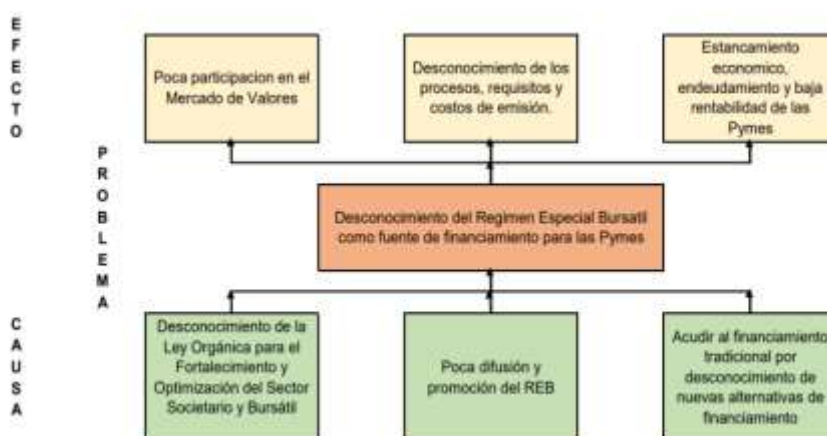 EFECTO
Poca participacion en el
Mercado de Valores
Desconocimiento de los
procesos, requisitos y
costos de emisión.
Estancamiento
economico,
endeudamiento y baja
rentabilidad de las
Pymes
PROBLEMA
Desconocimiento del Regimen Especial Bursatil
como fuente de financiamiento para las Pymes
CAUSA
Desconocimiento de la
Ley Orgánica para el
Fortalecimiento y
Optimización del Sector
Societario y Bursátil
Poca difusión y
promoción del REB
Acudir al financiamiento
tradicional por
desconocimiento de
nuevas alternativas de
financiamiento